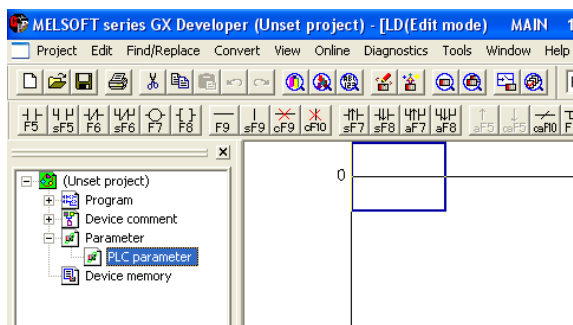 MELSOFT series GX Developer (Unset project) - [LD(Edit mode) MAIN 1
Project Edit Find/Replace Convert View Online Diagnostics Tools Window Help
F5 sF5 F6 sF6 F7 F8 F9 sF9 cF9 cF10 sF7 sF8 aF7 aF8 aF5 caF5 caF10 F
(Unset project)
0
Program
Device comment
Parameter
PLC parameter
Device memory